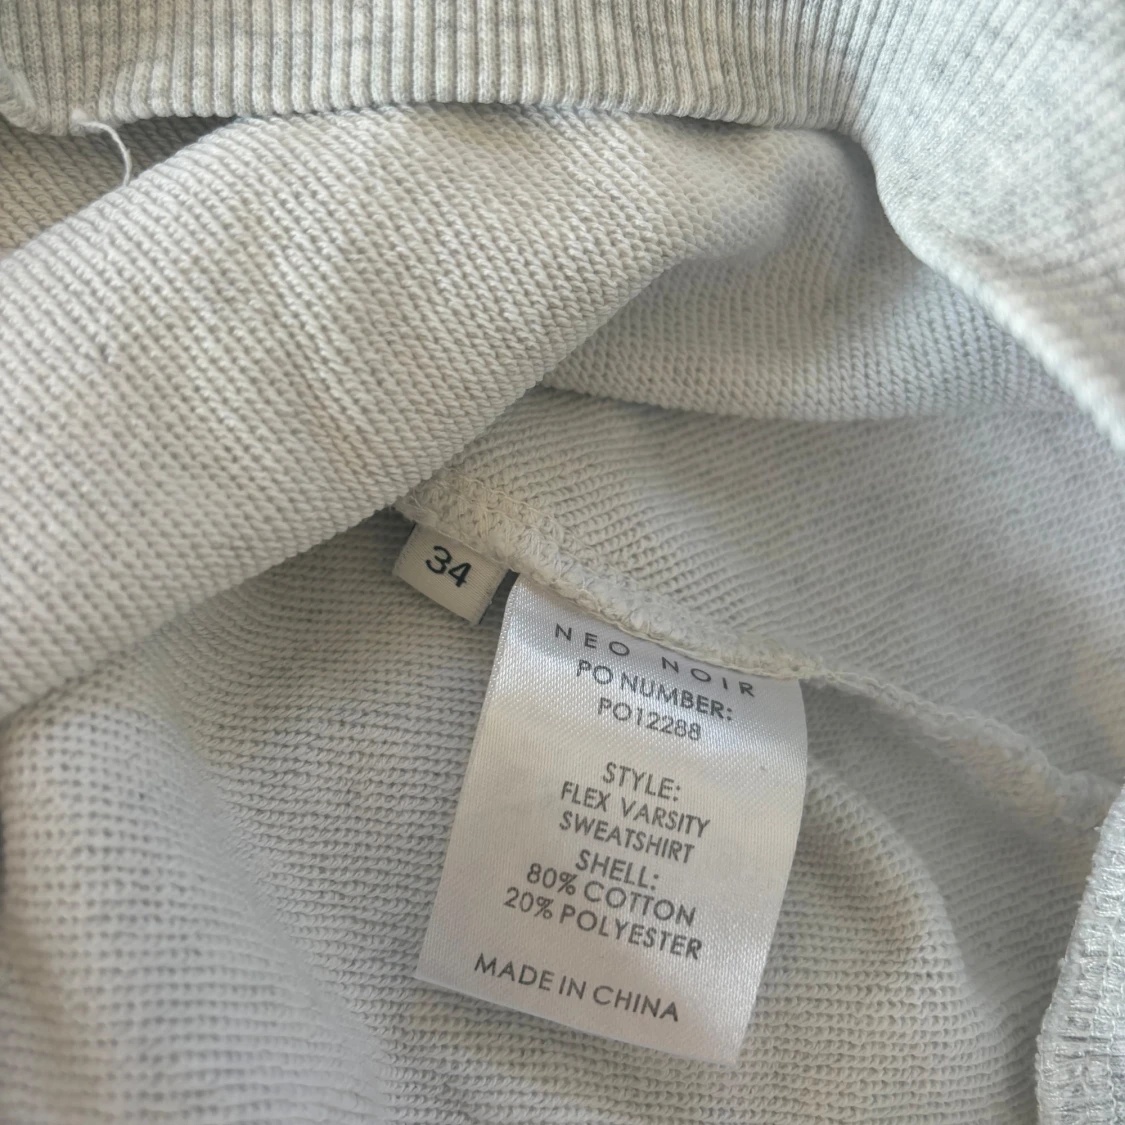 34
NEO NOIR
PO NUMBER:
PO12288
STYLE:
FLEX VARSITY
SWEATSHIRT
SHELL:
80% COTTON
20% POLYESTER
MADE IN CHINA